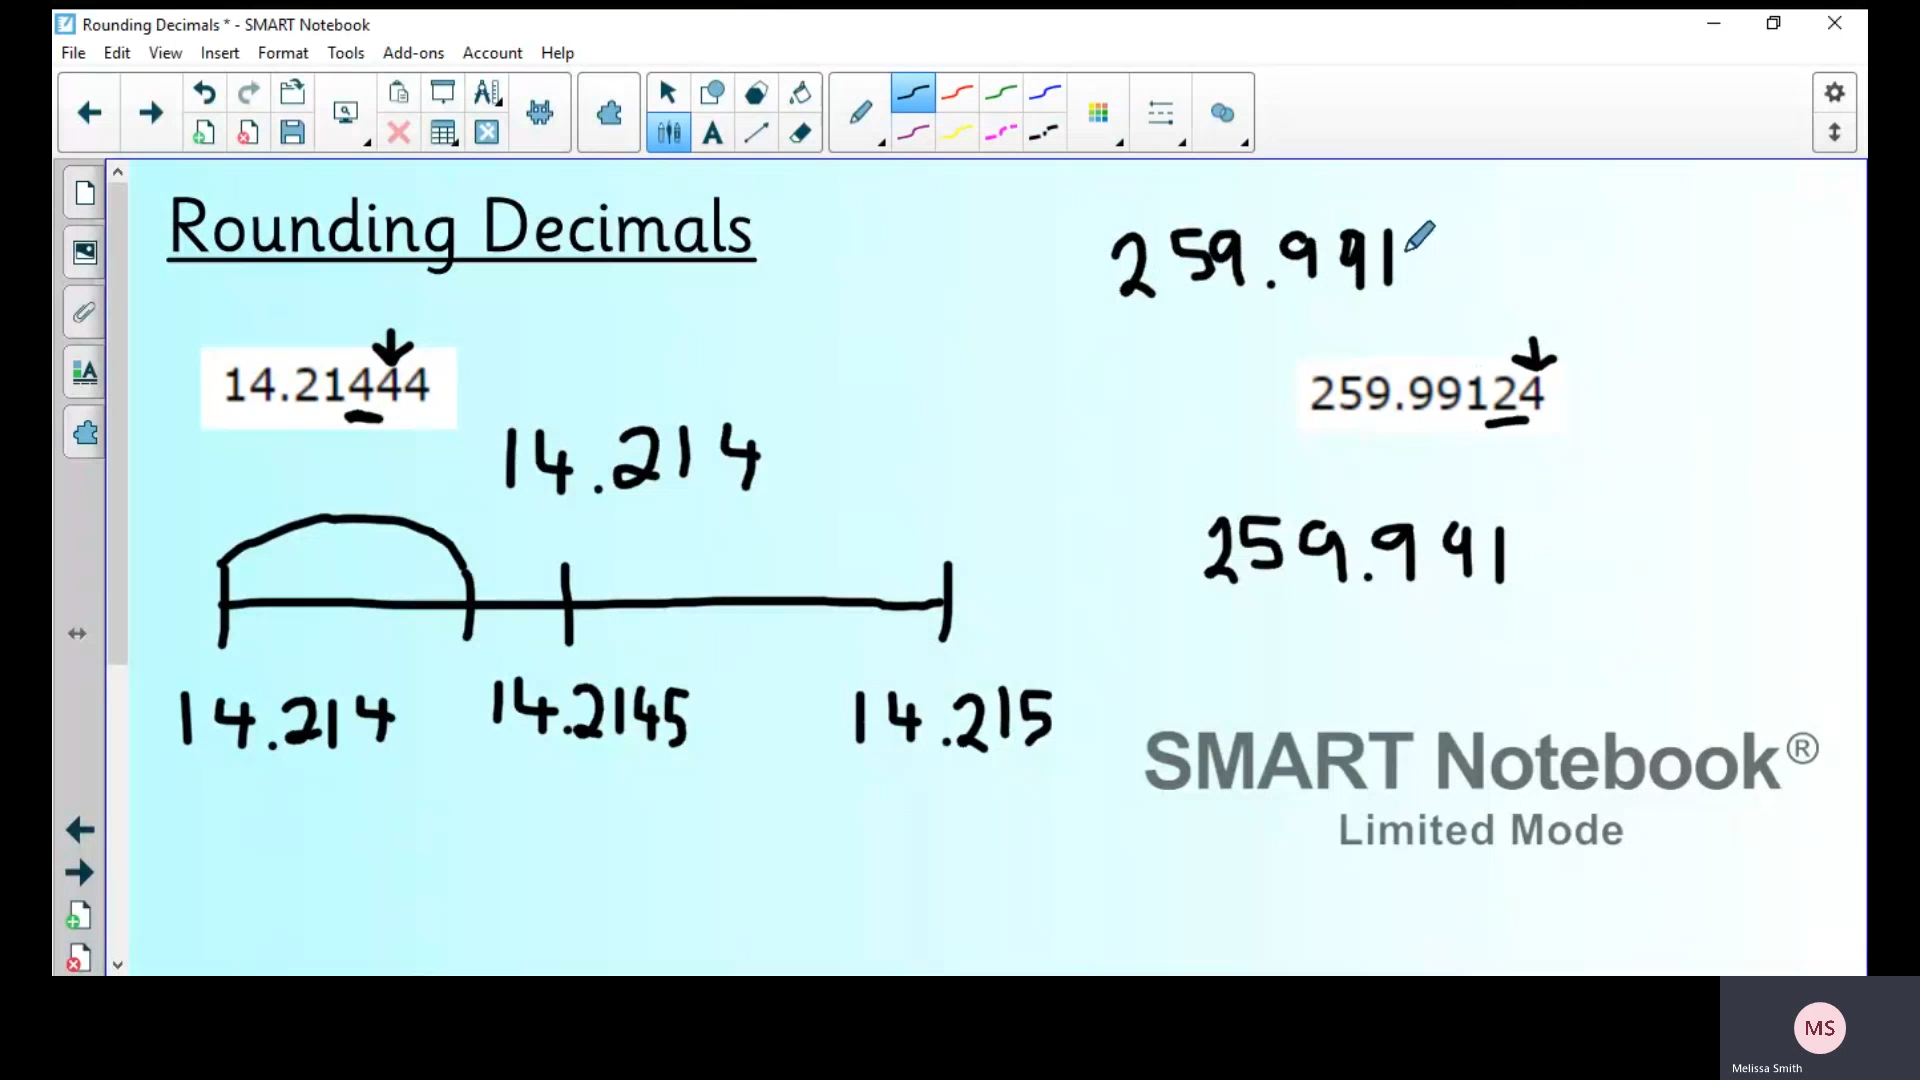 Rounding Decimals * - SMART Notebook
File Edit View Insert Format Tools Add-ons Account Help
Rounding Decimals
259.991
14.21444
259.99124
14.214
259.991
14.214 14.2145 14.215
SMART Notebook®
Limited Mode
MS
Melissa Smith